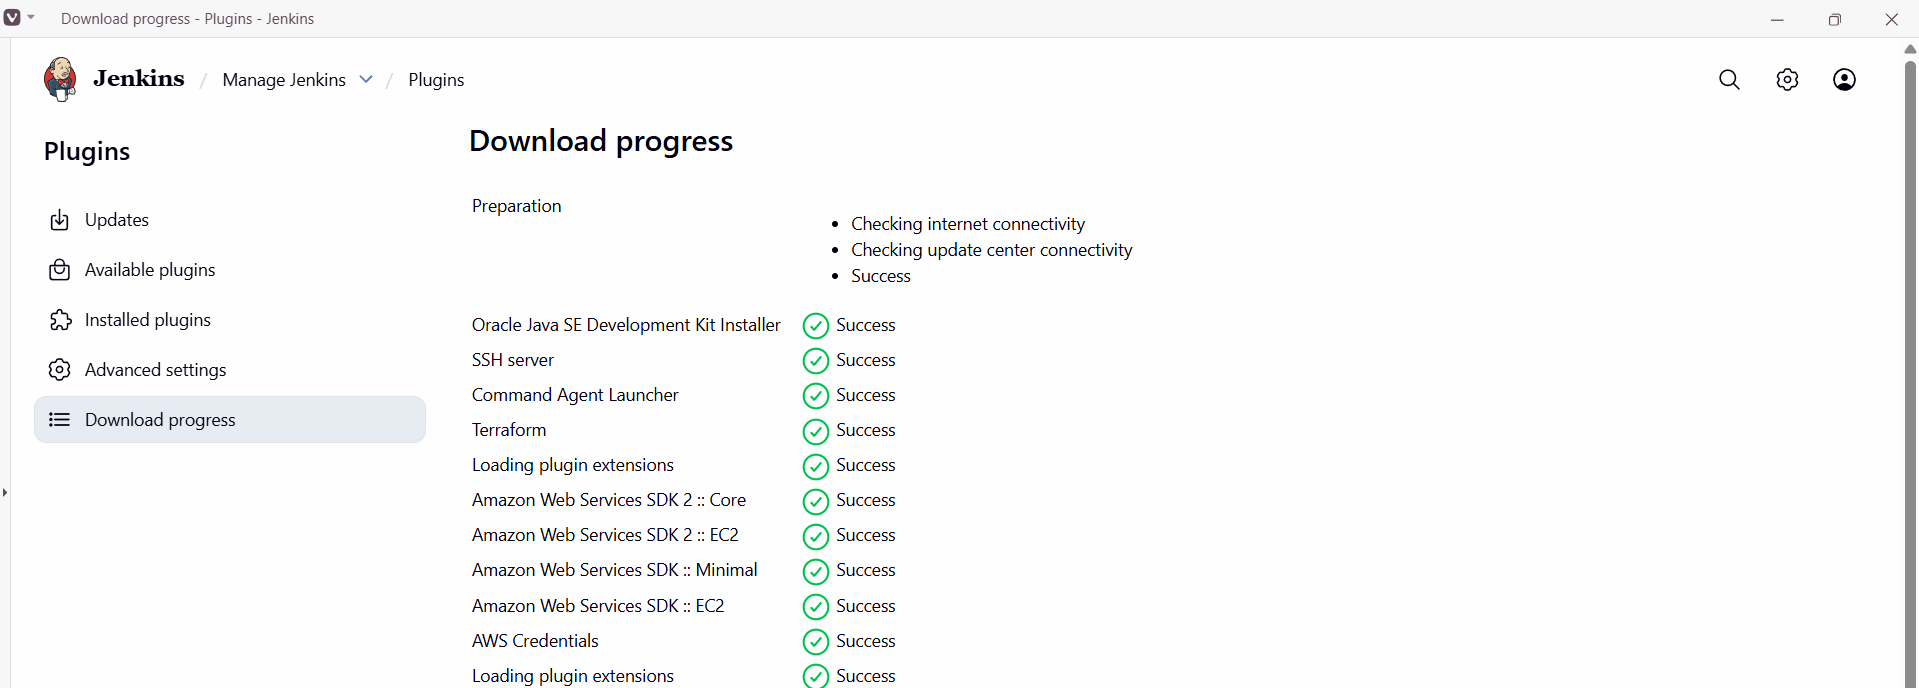 Download progress - Plugins - Jenkins
Jenkins / Manage Jenkins / Plugins
Plugins
Updates
Available plugins
Installed plugins
Advanced settings
Download progress
Download progress
Preparation
• Checking internet connectivity
• Checking update center connectivity
• Success
Oracle Java SE Development Kit Installer Success
SSH server Success
Command Agent Launcher Success
Terraform Success
Loading plugin extensions Success
Amazon Web Services SDK 2 :: Core Success
Amazon Web Services SDK 2 :: EC2 Success
Amazon Web Services SDK :: Minimal Success
Amazon Web Services SDK :: EC2 Success
AWS Credentials Success
Loading plugin extensions Success